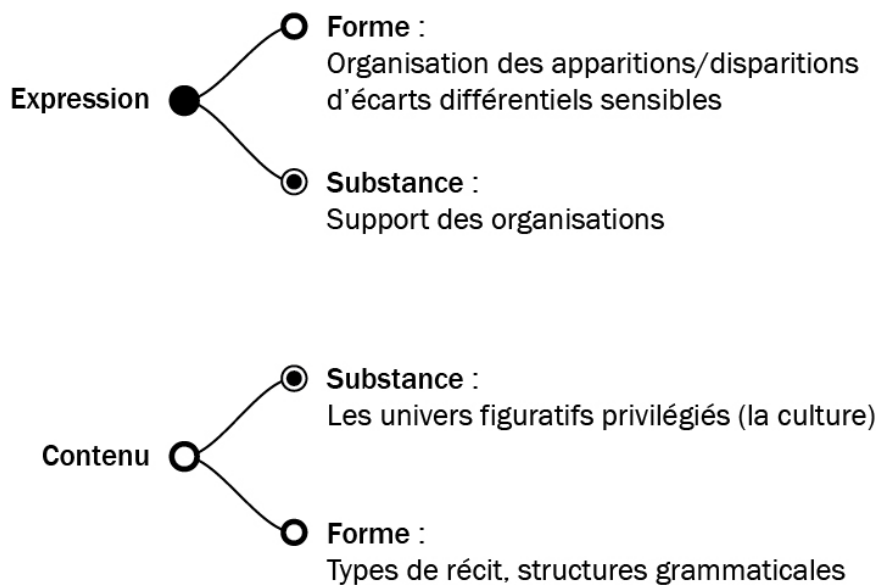 Forme :
Organisation des apparitions/disparitions
d'écarts différentiels sensibles
Expression
Substance :
Support des organisations
Substance :
Les univers figuratifs privilégiés (la culture)
Contenu
Forme :
Types de récit, structures grammaticales